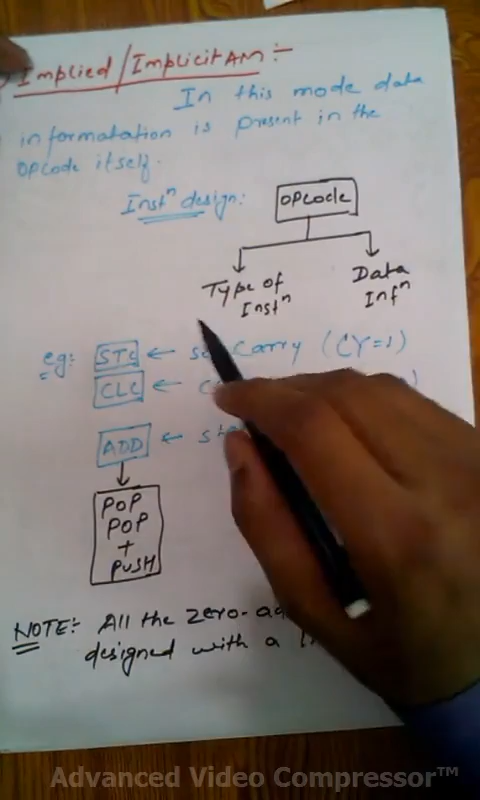 Implied/Implicit AM :-
In this mode data
informatation is present in the
opcode itself.
Instⁿ design:
OPCode
Type of Instⁿ
Data Infⁿ
eg: STC ← Carry (CY=1)
CLC ←
ADD ←
POP
POP
+
PUSH
NOTE:- All the zero-
designed with a
Advanced Video Compressor™